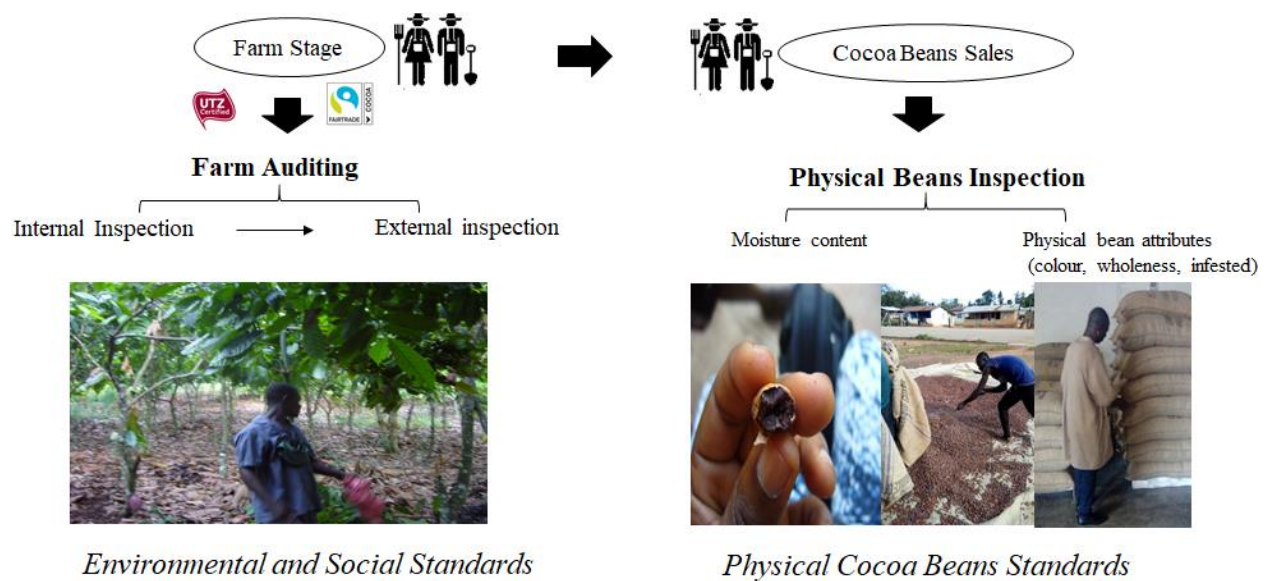 Farm Stage
Cocoa Beans Sales
UTZ
Certified
FAIRTRADE
COCOA
Farm Auditing
Physical Beans Inspection
Internal Inspection
External inspection
Moisture content
Physical bean attributes
(colour, wholeness, infested)
Environmental and Social Standards
Physical Cocoa Beans Standards